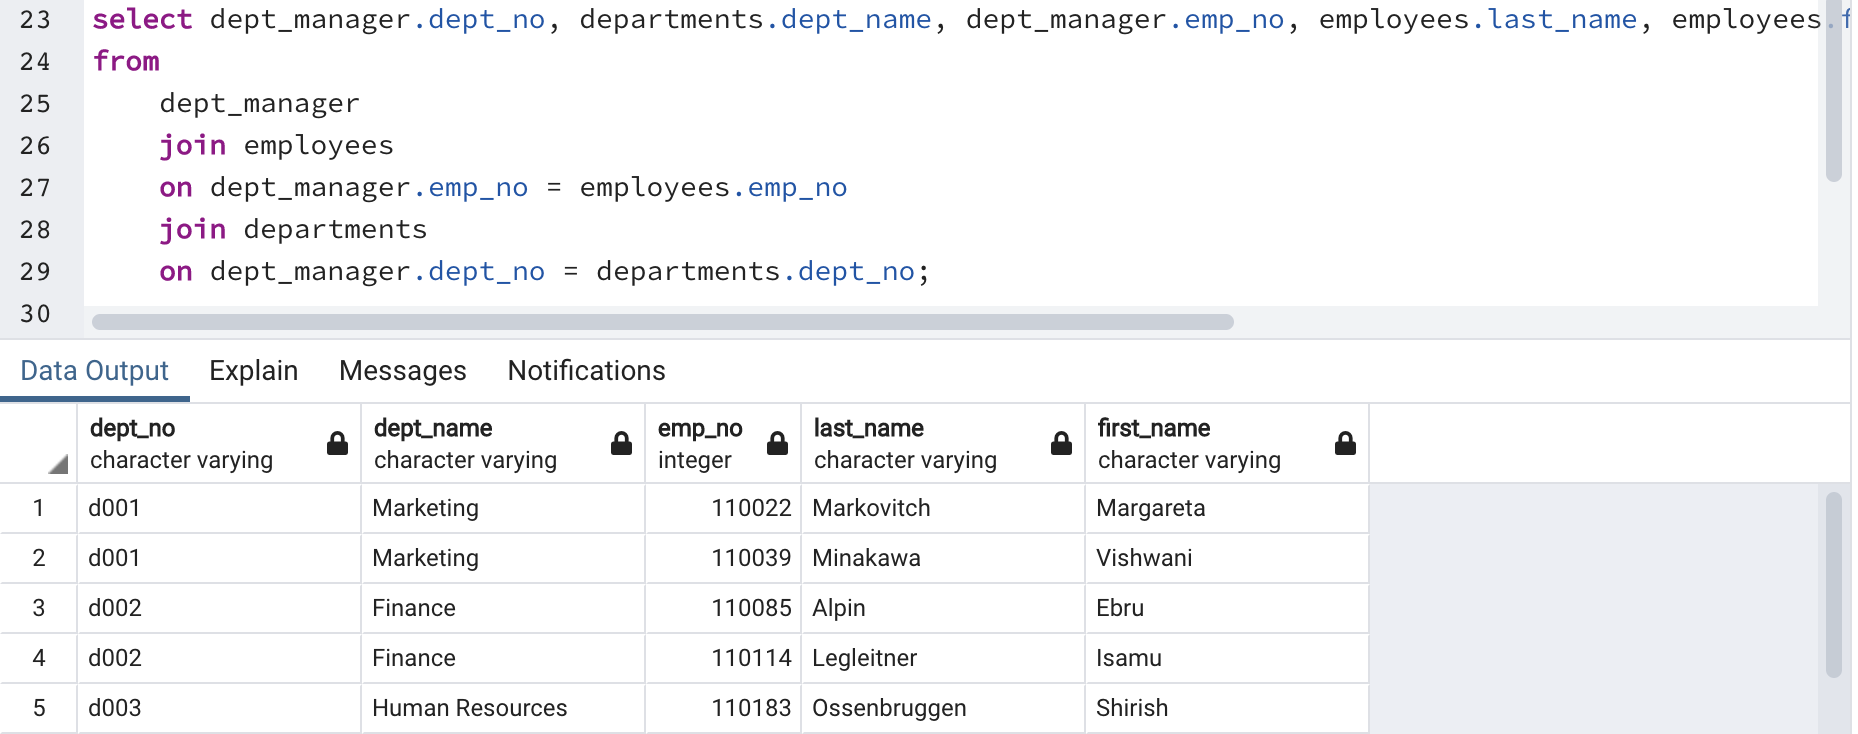 23 select dept_manager.dept_no, departments.dept_name, dept_manager.emp_no, employees.last_name, employees.f
24 from
25 dept_manager
26 join employees
27 on dept_manager.emp_no = employees.emp_no
28 join departments
29 on dept_manager.dept_no = departments.dept_no;
30
Data Output Explain Messages Notifications
dept_no dept_name emp_no last_name first_name
character varying character varying integer character varying character varying
1 d001 Marketing 110022 Markovitch Margareta
2 d001 Marketing 110039 Minakawa Vishwani
3 d002 Finance 110085 Alpin Ebru
4 d002 Finance 110114 Legleitner Isamu
5 d003 Human Resources 110183 Ossenbruggen Shirish